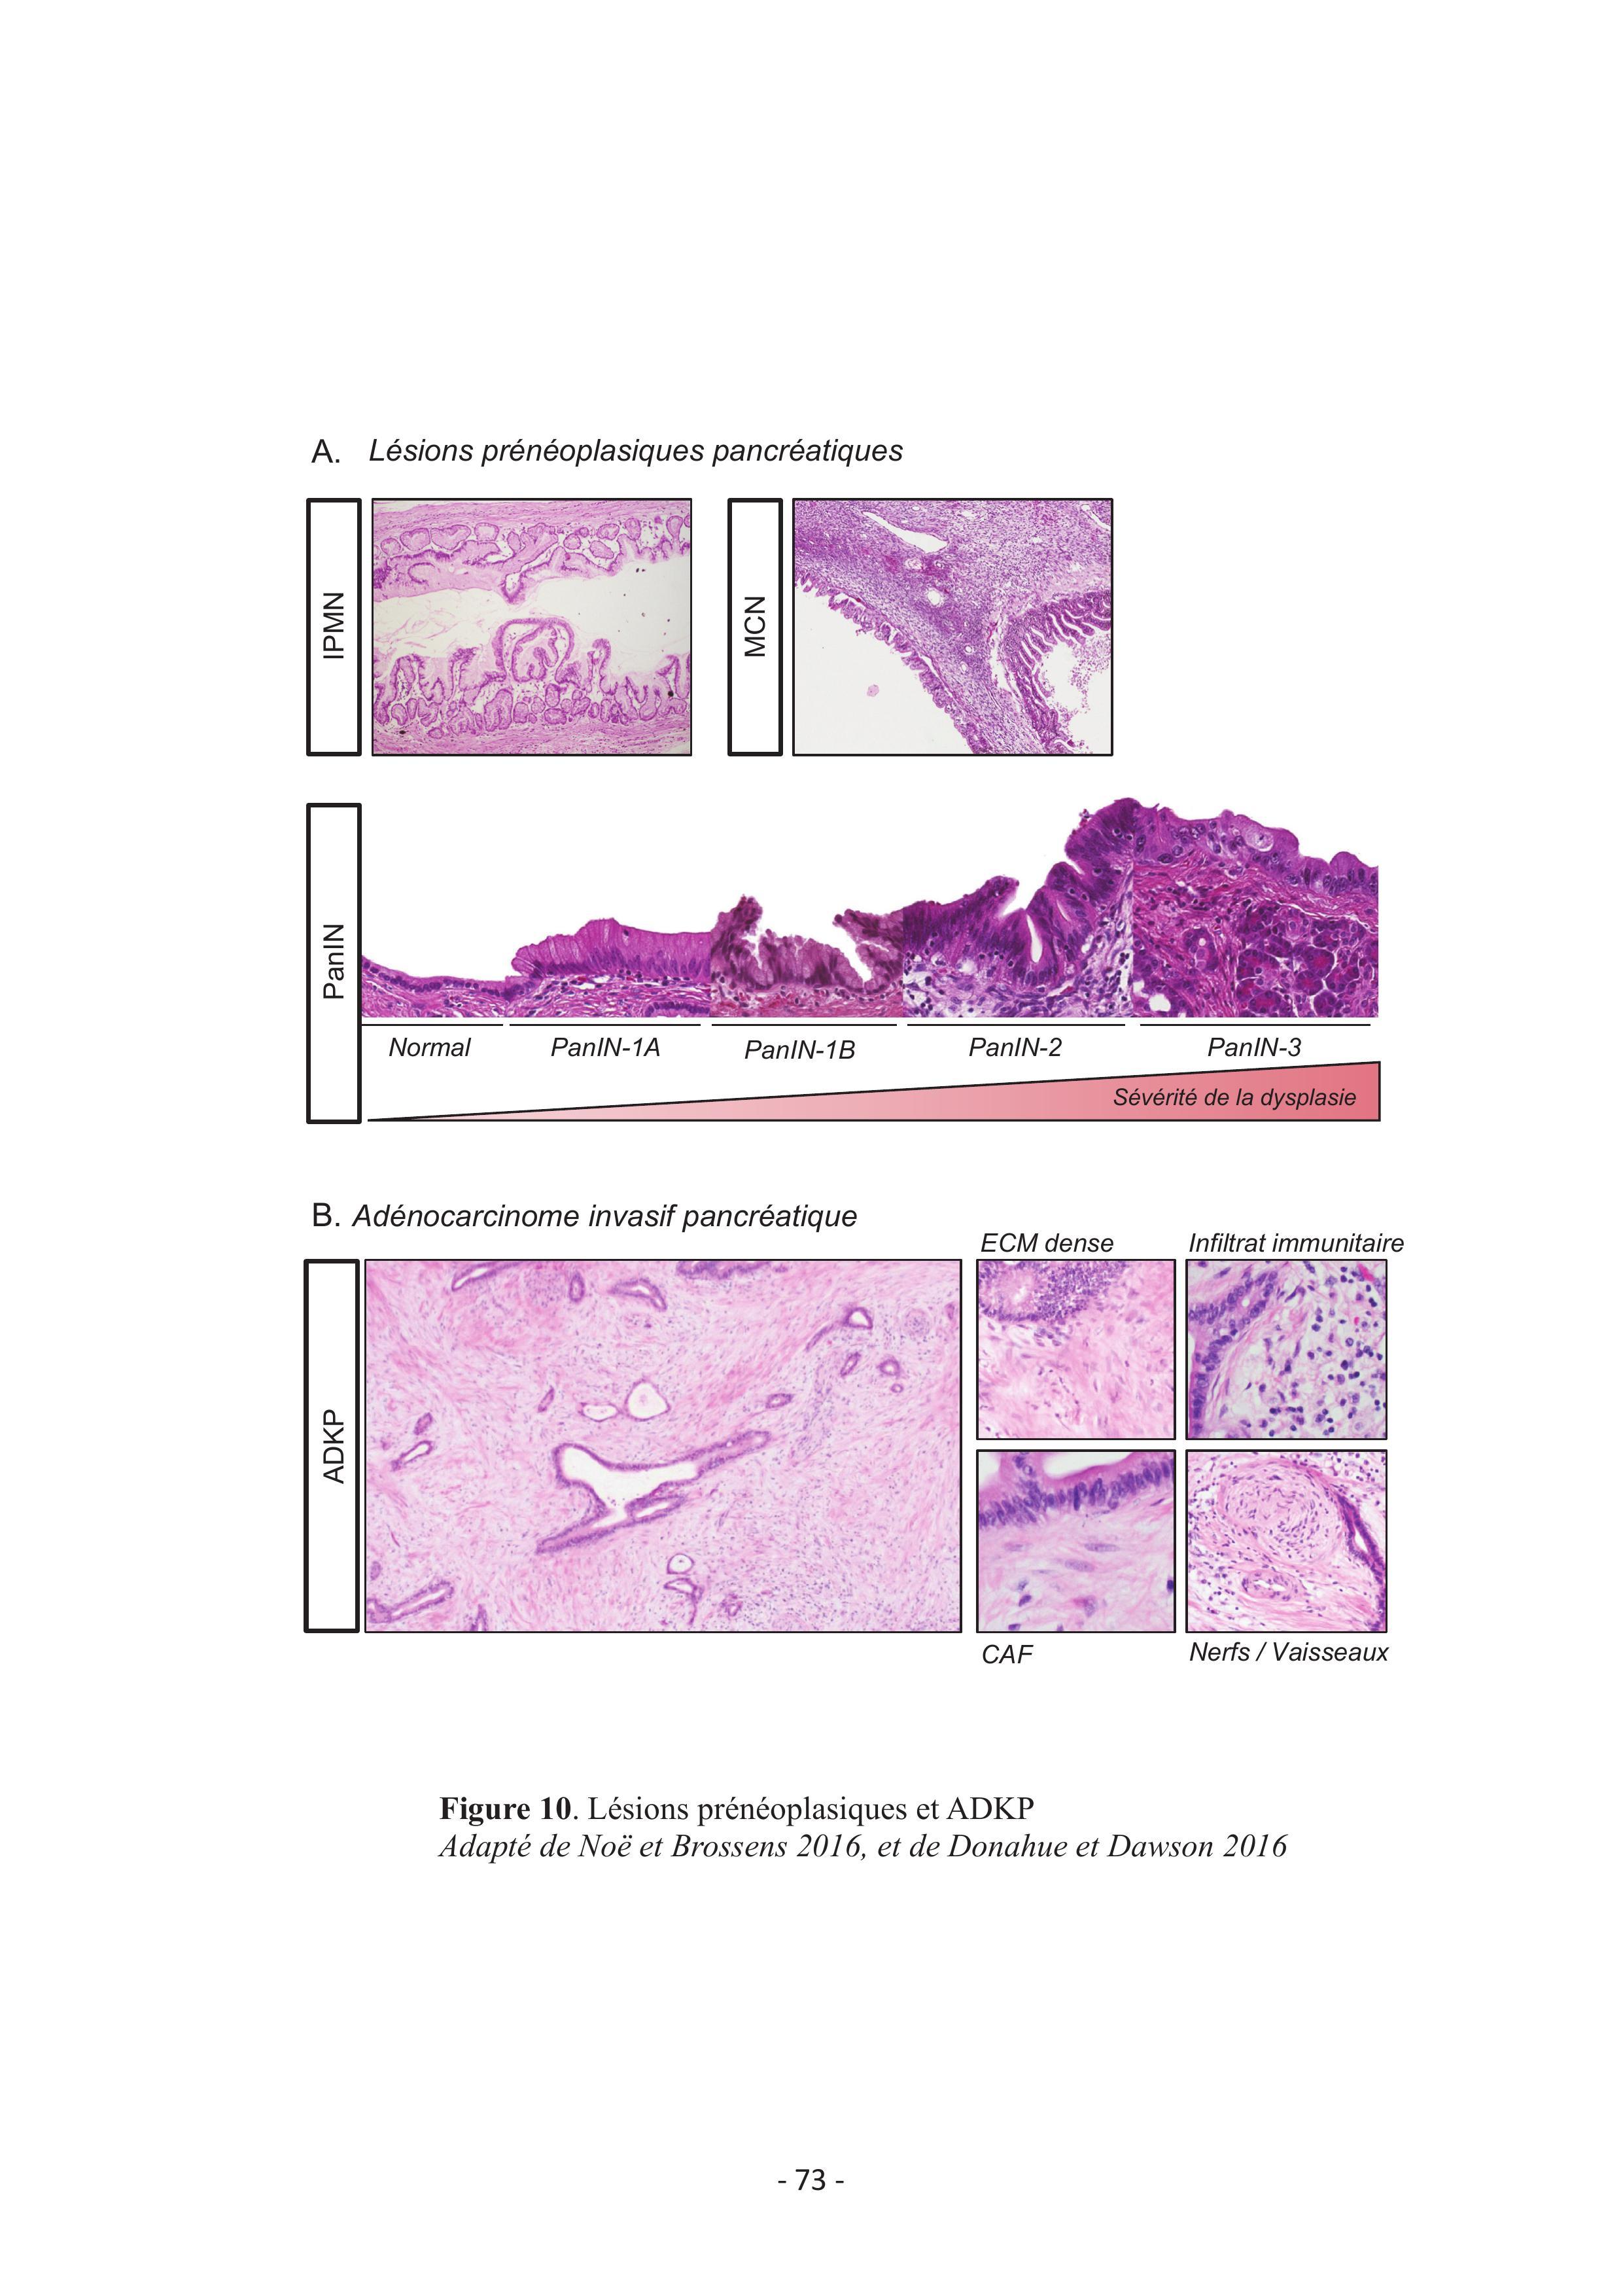 A. Lésions prénéoplasiques pancréatiques
IPMN
MCN
PanIN
Normal
PanIN-1A
PanIN-1B
PanIN-2
PanIN-3
Sévérité de la dysplasie
B. Adénocarcinome invasif pancréatique
ADKP
ECM dense
Infiltrat immunitaire
CAF
Nerfs / Vaisseaux
Figure 10. Lésions prénéoplasiques et ADKP
Adapté de Noë et Brossens 2016, et de Donahue et Dawson 2016
- 73 -